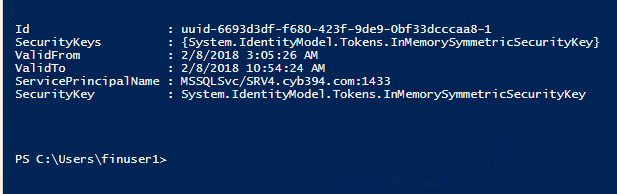 Id : uuid-6693d3df-f680-423f-9de9-0bf33dcccaa8-1
SecurityKeys : {System.IdentityModel.Tokens.InMemorySymmetricSecurityKey}
ValidFrom : 2/8/2018 3:05:26 AM
ValidTo : 2/8/2018 10:54:24 AM
ServicePrincipalName : MSSQLSvc/SRV4.cyb394.com:1433
SecurityKey : System.IdentityModel.Tokens.InMemorySymmetricSecurityKey
PS C:\Users\finuser1>